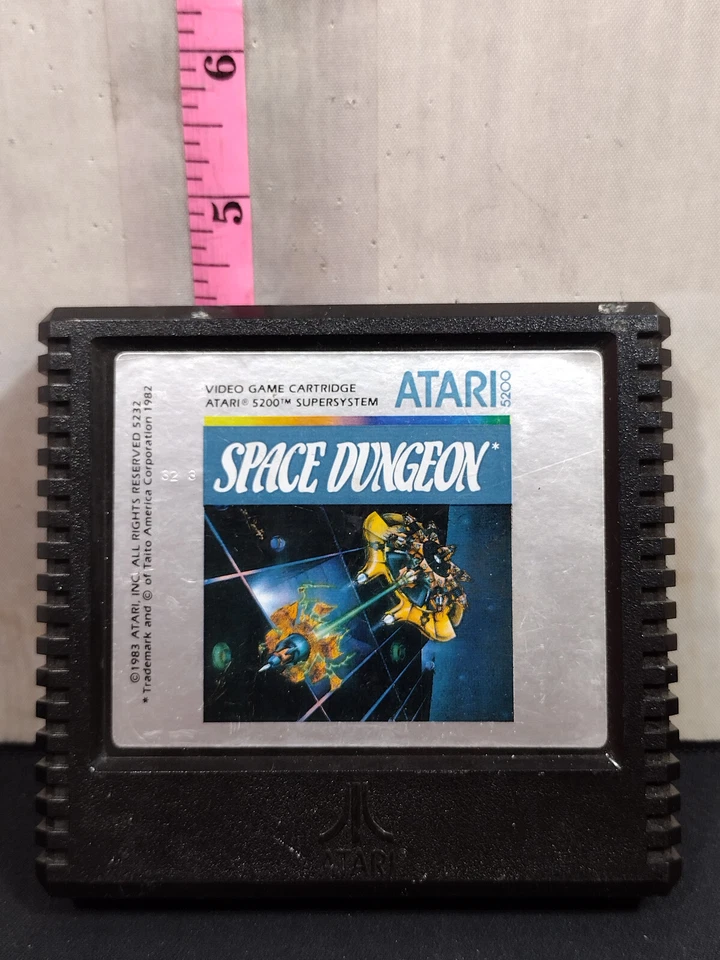 6
5
VIDEO GAME CARTRIDGE
ATARI® 5200™ SUPERSYSTEM
ATARI 5200
SPACE DUNGEON*
32 3
©1983 ATARI, INC. ALL RIGHTS RESERVED 5232
* Trademark and © of Taito America Corporation 1982
ATARI